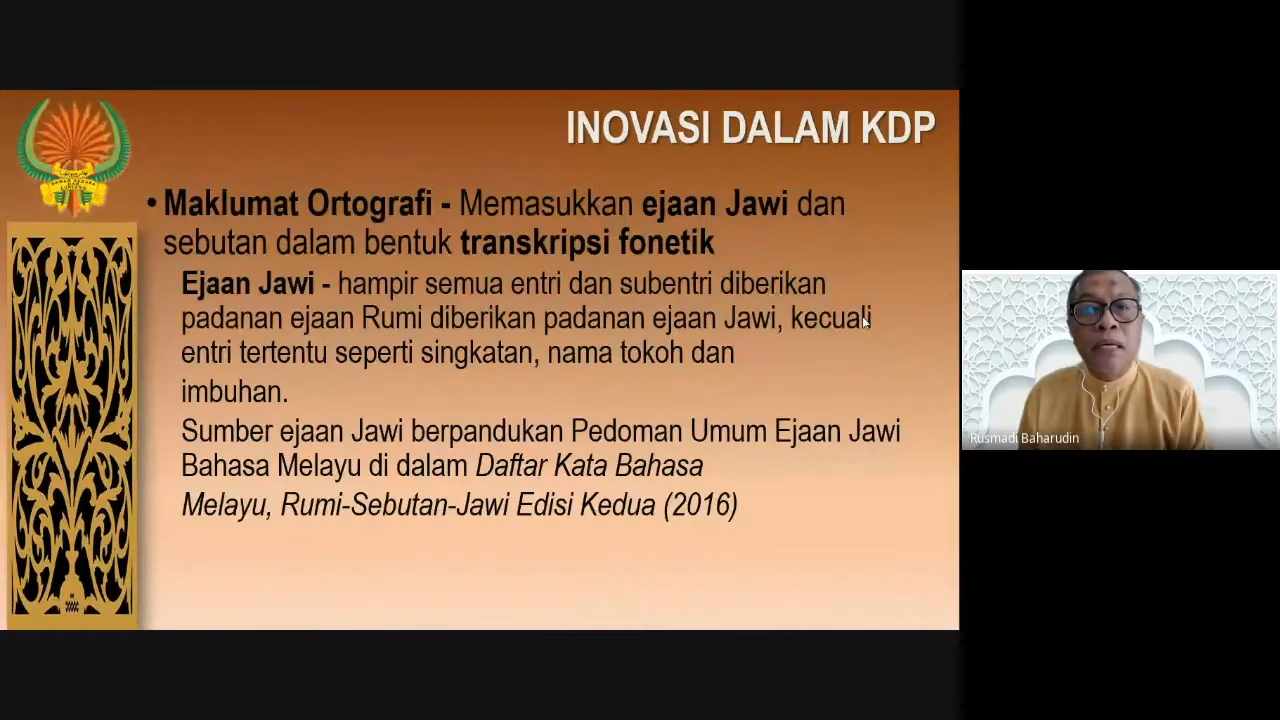 INOVASI DALAM KDP
• Maklumat Ortografi - Memasukkan ejaan Jawi dan
sebutan dalam bentuk transkripsi fonetik
Ejaan Jawi - hampir semua entri dan subentri diberikan
padanan ejaan Rumi diberikan padanan ejaan Jawi, kecuali
entri tertentu seperti singkatan, nama tokoh dan
imbuhan.
Sumber ejaan Jawi berpandukan Pedoman Umum Ejaan Jawi
Bahasa Melayu di dalam Daftar Kata Bahasa
Melayu, Rumi-Sebutan-Jawi Edisi Kedua (2016)
Rusmadi Baharudin